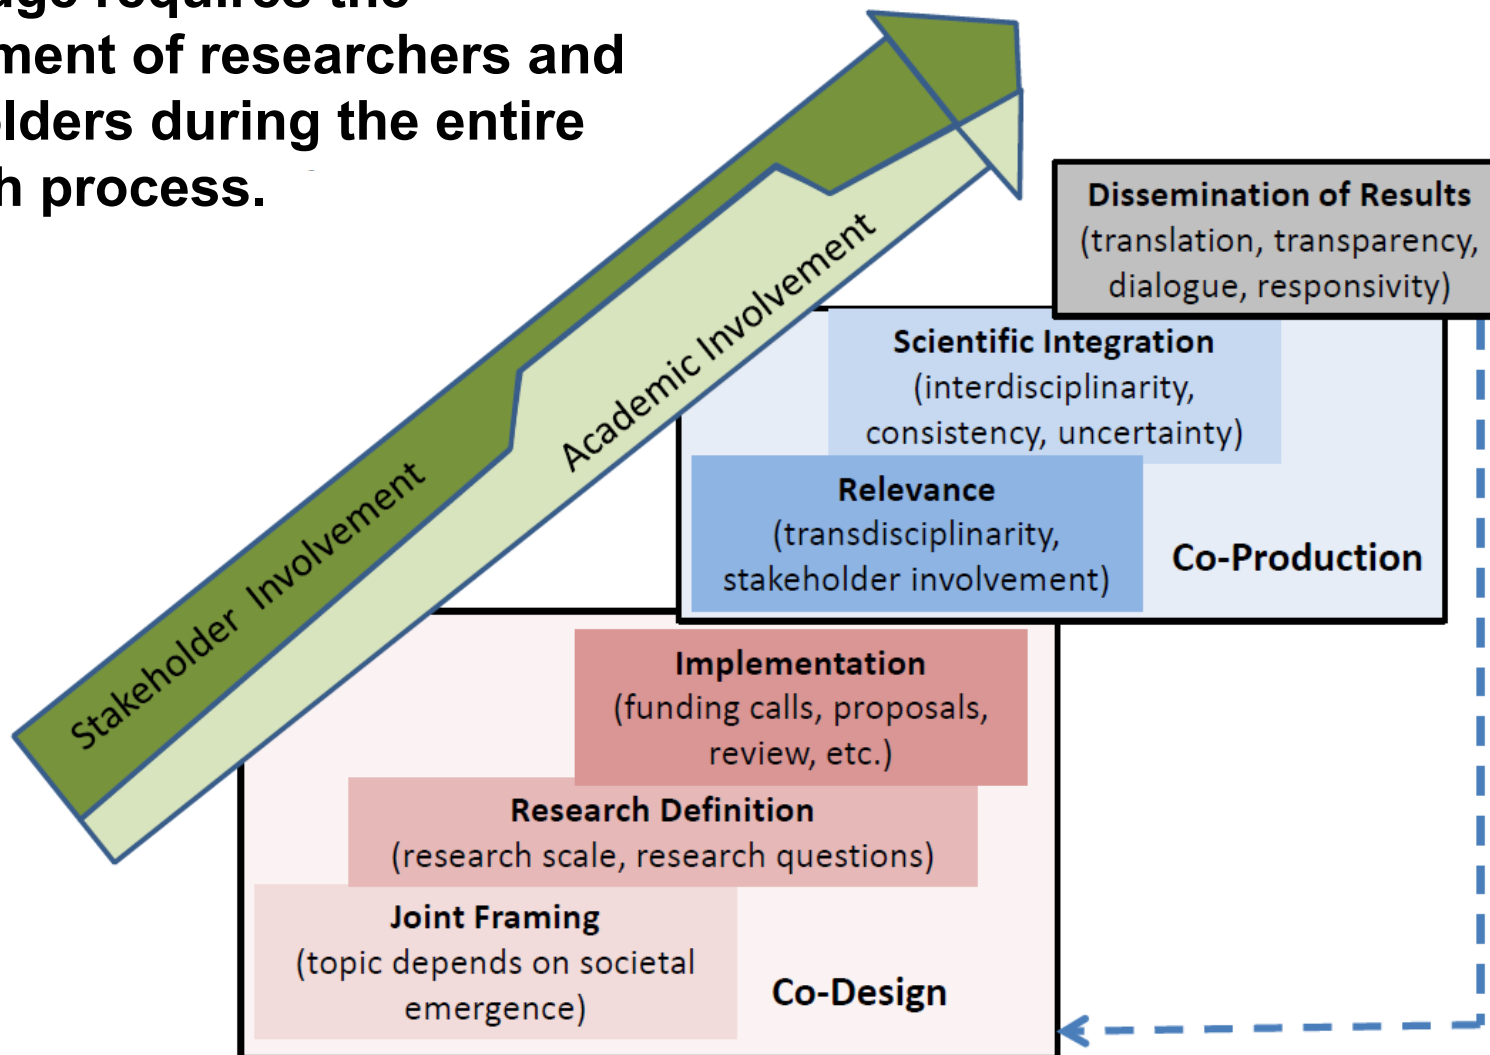 requires the
of researchers and
during the entire
process.
Dissemination of Results
(translation, transparency,
dialogue, responsivity)
Stakeholder Involvement
Academic Involvement
Scientific Integration
(interdisciplinarity,
consistency, uncertainty)
Relevance
(transdisciplinarity,
stakeholder involvement)
Co-Production
Implementation
(funding calls, proposals,
review, etc.)
Research Definition
(research scale, research questions)
Joint Framing
(topic depends on societal
emergence)
Co-Design